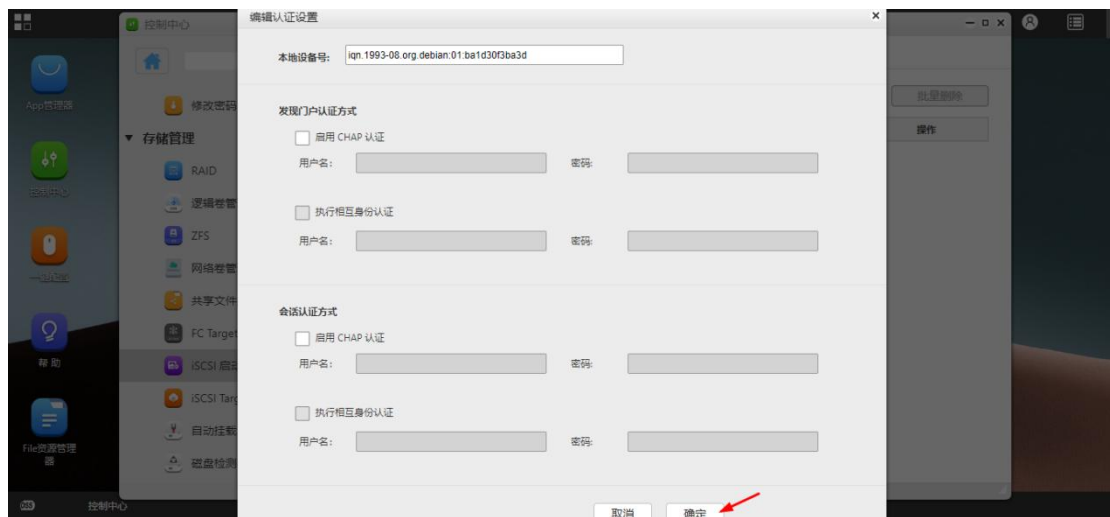 编辑认证设置
控制中心
本地设备号: iqn.1993-08.org.debian:01:ba1d30f3ba3d
App管理器
修改密码
批量删除
发现门户认证方式
操作
存储管理
启用 CHAP 认证
用户名: 密码:
RAID
控制中心
逻辑卷管
执行相互身份认证
ZFS
用户名: 密码:
网络卷管
共享文件
会话认证方式
FC Target
启用 CHAP 认证
帮 助
iSCSI 启动
用户名: 密码:
iSCSI Targ
执行相互身份认证
自动挂载
用户名: 密码:
File资源管理
器
磁盘检测
控制中心
取消 确定